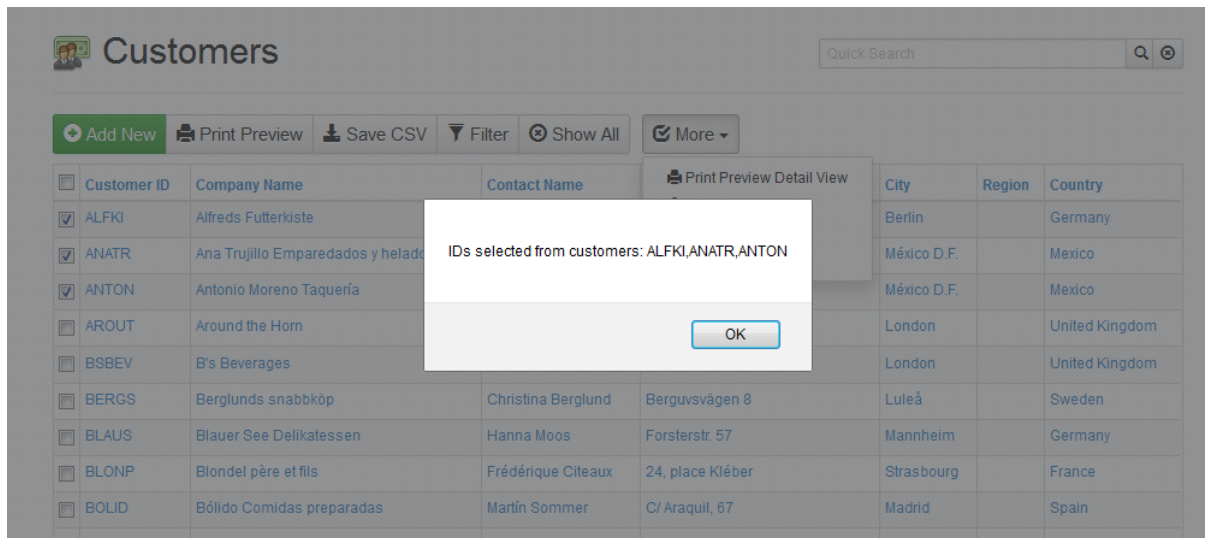 Customers
Quick Search
Add New Print Preview Save CSV Filter Show All More
Print Preview Detail View
Customer ID Company Name Contact Name City Region Country
ALFKI Alfreds Futterkiste Berlin Germany
ANATR Ana Trujillo Emparedados y México D.F. Mexico
ANTON Antonio Moreno Taquería México D.F. Mexico
AROUT Around the Horn London United Kingdom
BSBEV B's Beverages London United Kingdom
BERGS Berglunds snabbköp Christina Berglund Berguvsvägen 8 Luleå Sweden
BLAUS Blauer See Delikatessen Hanna Moos Forsterstr. 57 Mannheim Germany
BLONP Blondel père et fils Frédérique Citeaux 24, place Kléber Strasbourg France
BOLID Bólido Comidas preparadas Martín Sommer C/ Araquil, 67 Madrid Spain
IDs selected from customers: ALFKI,ANATR,ANTON
OK